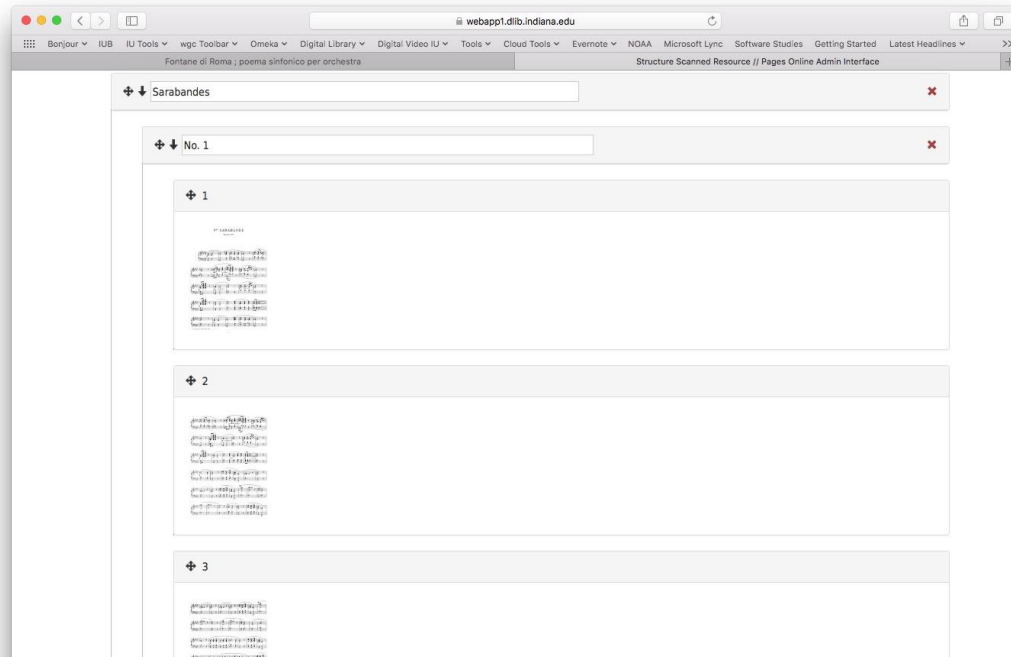 webapp1.dlib.indiana.edu
Bonjour IUB IU Tools wgc Toolbar Omeka Digital Library Digital Video IU Tools Cloud Tools Evernote NOAA Microsoft Lync Software Studies Getting Started Latest Headlines >>
Fontane di Roma ; poema sinfonico per orchestra Structure Scanned Resource // Pages Online Admin Interface +
Sarabandes
No. 1
1
2
3